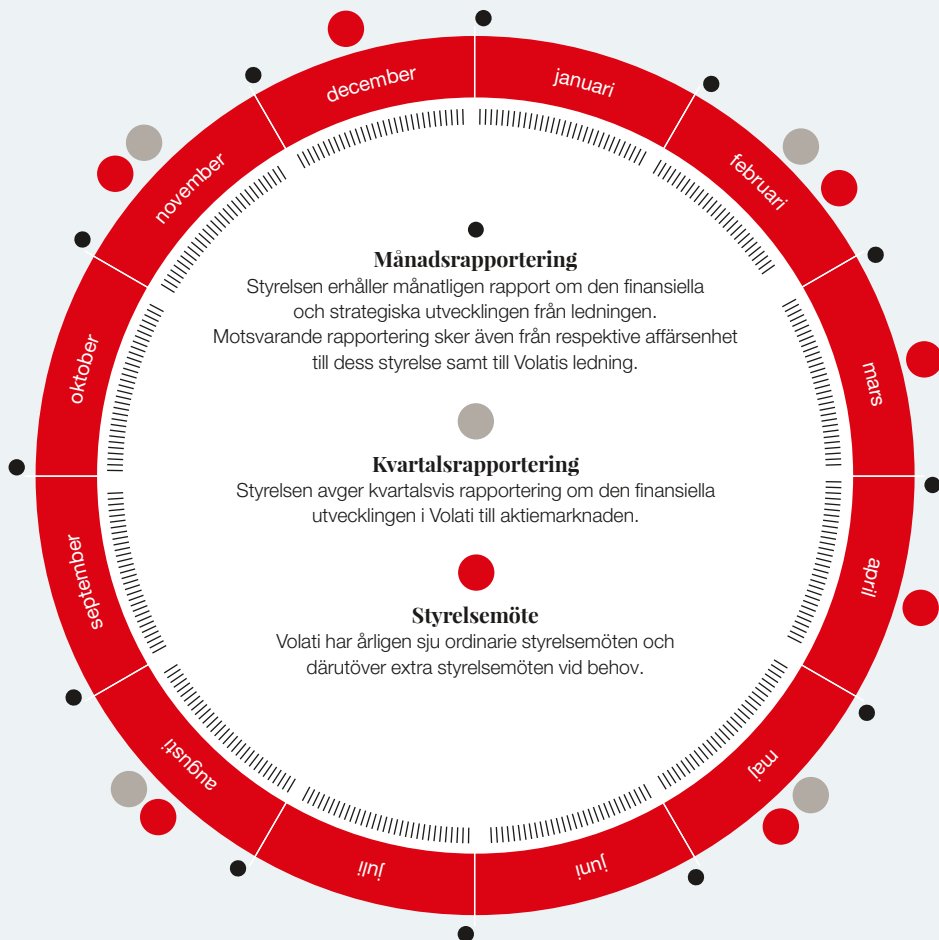 januari
februari
mars
april
maj
juni
juli
augusti
september
oktober
november
december
Månadsrapportering
Styrelsen erhåller månatligen rapport om den finansiella
och strategiska utvecklingen från ledningen.
Motsvarande rapportering sker även från respektive affärsenhet
till dess styrelse samt till Volatis ledning.
Kvartalsrapportering
Styrelsen avger kvartalsvis rapportering om den finansiella
utvecklingen i Volati till aktiemarknaden.
Styrelsemöte
Volati har årligen sju ordinarie styrelsemöten och
därutöver extra styrelsemöten vid behov.